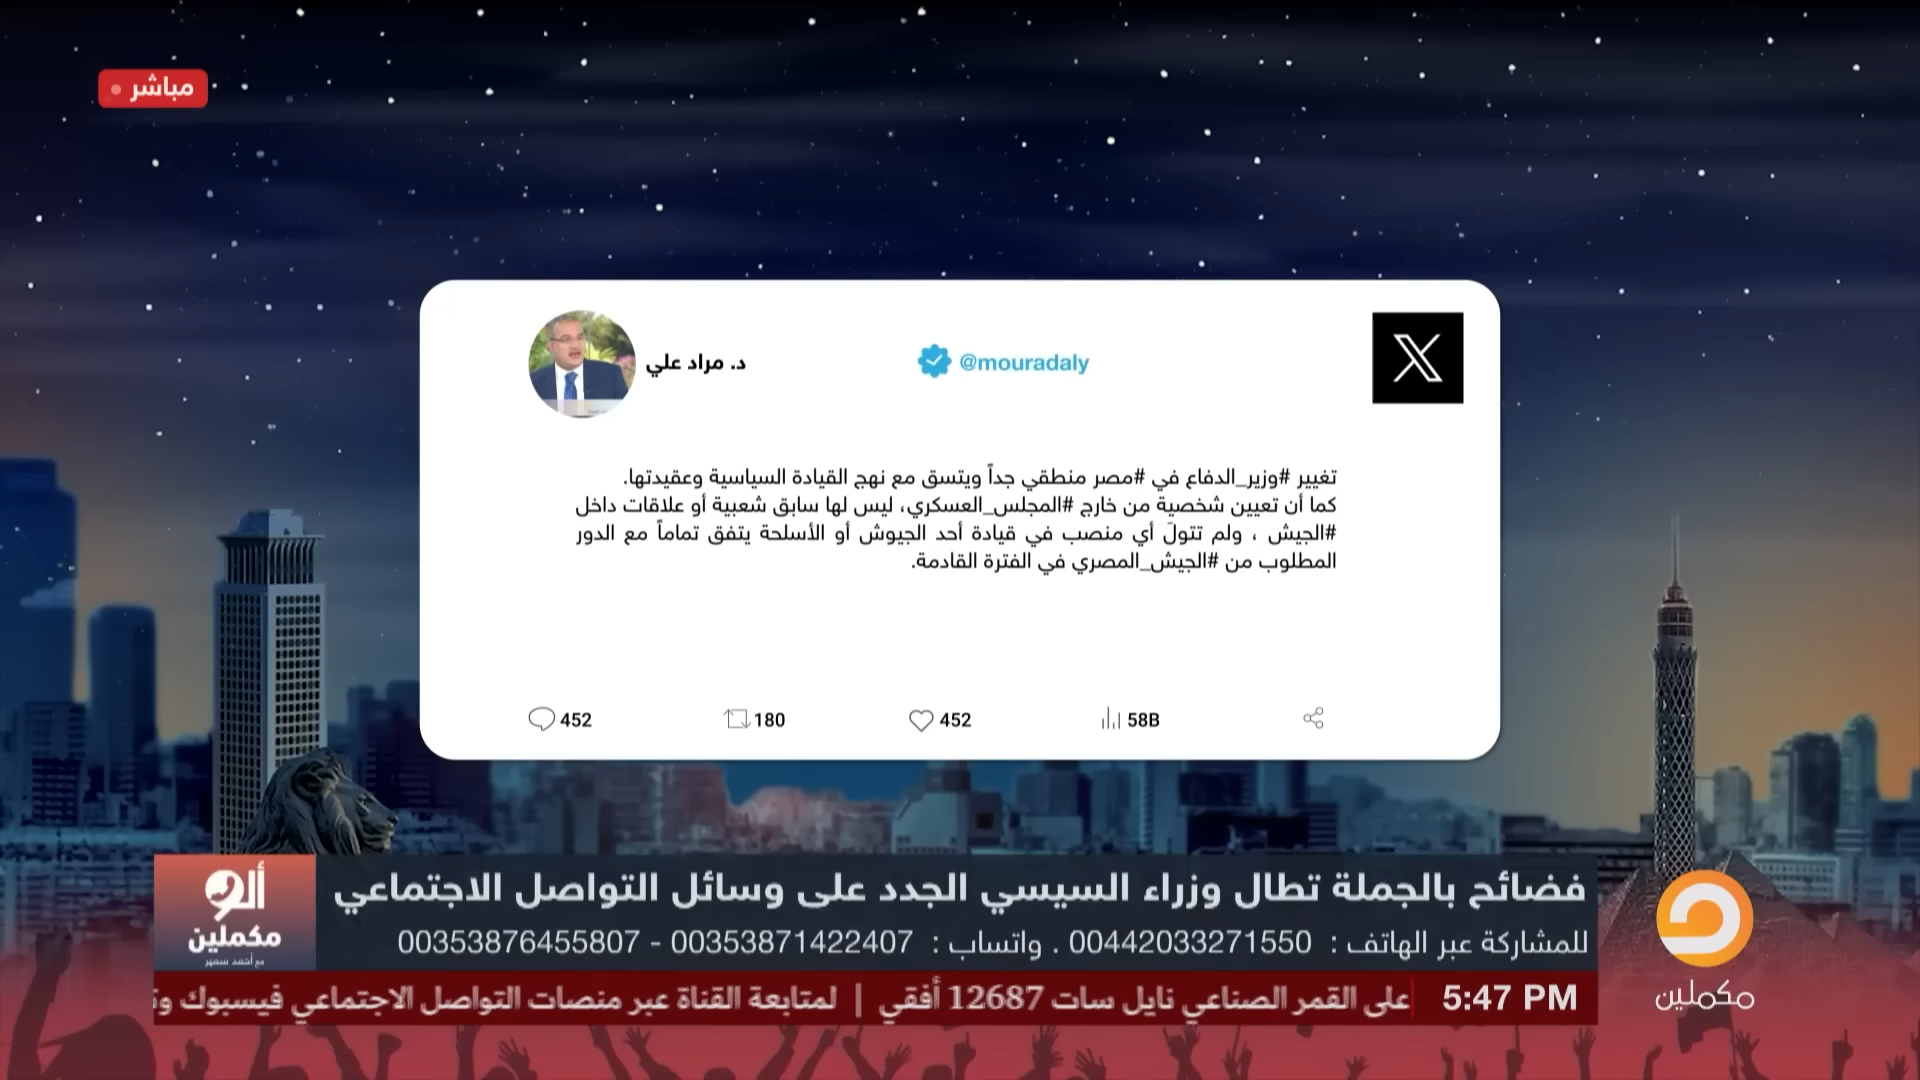 مباشر
د. مراد علي
@mouradaly
تغيير #وزير_الدفاع في #مصر منطقي جداً ويتسق مع نهج القيادة السياسية وعقيدتها.
كما أن تعيين شخصية من خارج #المجلس_العسكري، ليس لها سابق شعبية أو علاقات داخل
#الجيش ، ولم تتولَ أي منصب في قيادة أحد الجيوش أو الأسلحة يتفق تماماً مع الدور
المطلوب من #الجيش_المصري في الفترة القادمة.
452 180 452 58B
ألو
مكملين
مع أحمد سمير
فضائح بالجملة تطال وزراء السيسي الجدد على وسائل التواصل الاجتماعي
للمشاركة عبر الهاتف : 00442033271550 . واتساب : 00353871422407 - 00353876455807
5:47 PM
على القمر الصناعي نايل سات 12687 أفقي | لمتابعة القناة عبر منصات التواصل الاجتماعي فيسبوك
مكملين